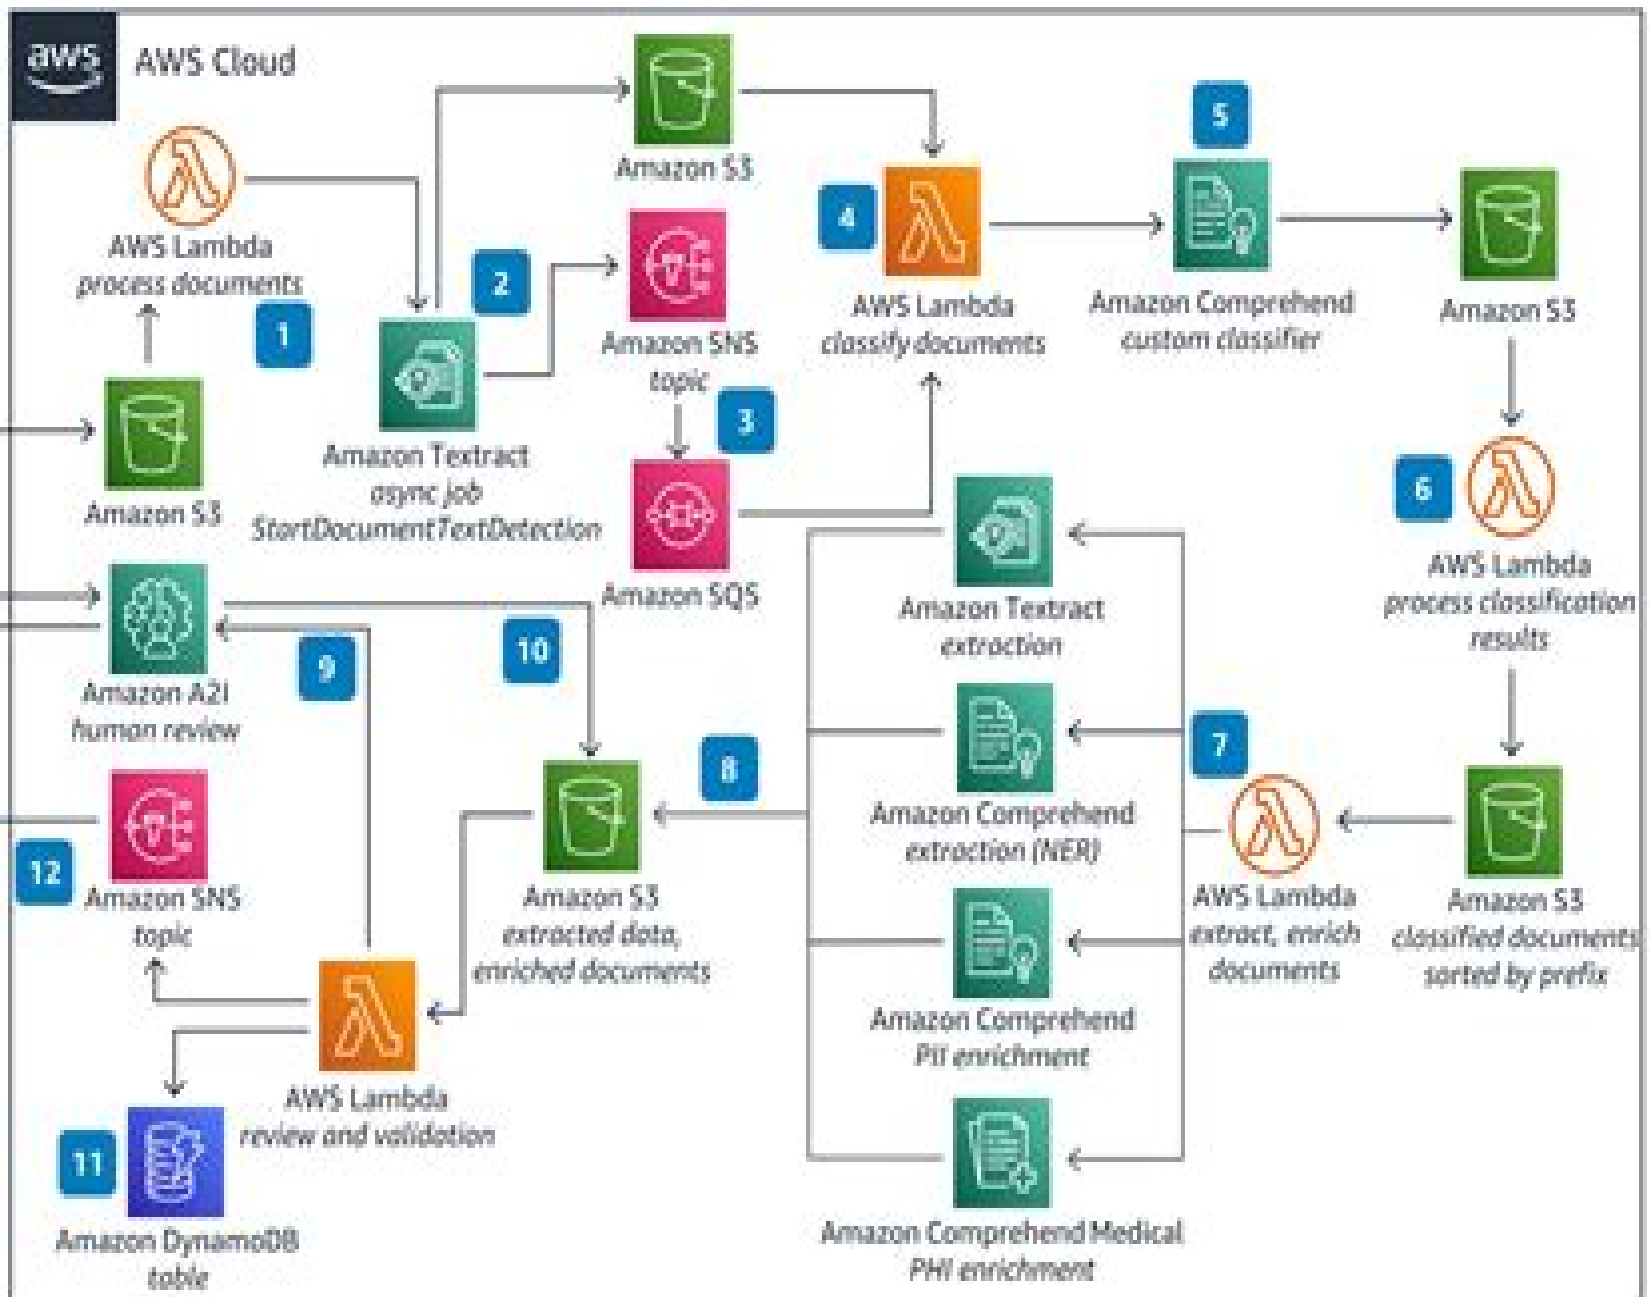 aws
AWS Cloud
Amazon S3
5
4
AWS Lambda
process documents
2
1
Amazon SNS
topic
AWS Lambda
classify documents
Amazon Comprehend
custom classifier
Amazon S3
3
Amazon Textract
async job
StartDocumentTextDetection
Amazon S3
6
Amazon SQS
AWS Lambda
process classification
results
Amazon Textract
extraction
10
9
Amazon A2I
human review
7
8
Amazon Comprehend
extraction (NER)
12
Amazon SNS
topic
Amazon S3
extracted data,
enriched documents
AWS Lambda
extract, enrich
documents
Amazon S3
classified documents
sorted by prefix
Amazon Comprehend
PII enrichment
AWS Lambda
review and validation
11
Amazon DynamoDB
table
Amazon Comprehend Medical
PHI enrichment